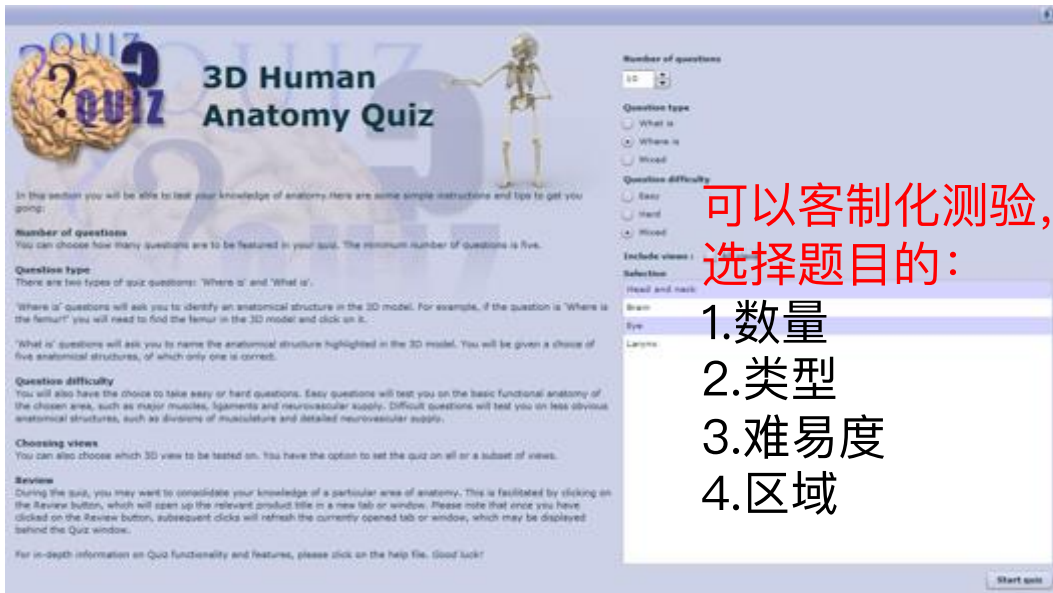 QUIZ
QUIZ
QUIZ
3D Human
Anatomy Quiz
In this section you will be able to test your knowledge of anatomy.Here are some simple instructions and tips to get you
going:
Number of questions
You can choose how many questions are to be featured in your quiz. The minimum number of questions is five.
Question type
There are two types of quiz questions: 'Where is' and 'What is'.
'Where is' questions will ask you to identify an anatomical structure in the 3D model. For example, if the question is 'Where is
the femur?' you will need to find the femur in the 3D model and click on it.
'What is' questions will ask you to name the anatomical structure highlighted in the 3D model. You will be given a choice of
five anatomical structures, of which only one is correct.
Question difficulty
You will also have the choice to take easy or hard questions. Easy questions will test you on the basic functional anatomy of
the chosen area, such as major muscles, ligaments and neurovascular supply. Difficult questions will test you on less obvious
anatomical structures, such as divisions of musculature and detailed neurovascular supply.
Choosing views
You can also choose which 3D view to be tested on. You have the option to set the quiz on all or a subset of views.
Review
During the quiz, you may want to consolidate your knowledge of a particular area of anatomy. This is facilitated by clicking on
the Review button, which will open up the relevant product title in a new tab or window. Please note that once you have
clicked on the Review button, subsequent clicks will refresh the currently opened tab or window, which may be displayed
behind the Quiz window.
For in-depth information on Quiz functionality and features, please click on the help file. Good luck!
Number of questions
10
Question type
What is
Where is
Mixed
Question difficulty
Easy
Hard
Mixed
Include views :
Selection
Head and neck
Brain
Eye
Larynx
Start quiz
可以客制化测验,
选择题目的：
1.数量
2.类型
3.难易度
4.区域